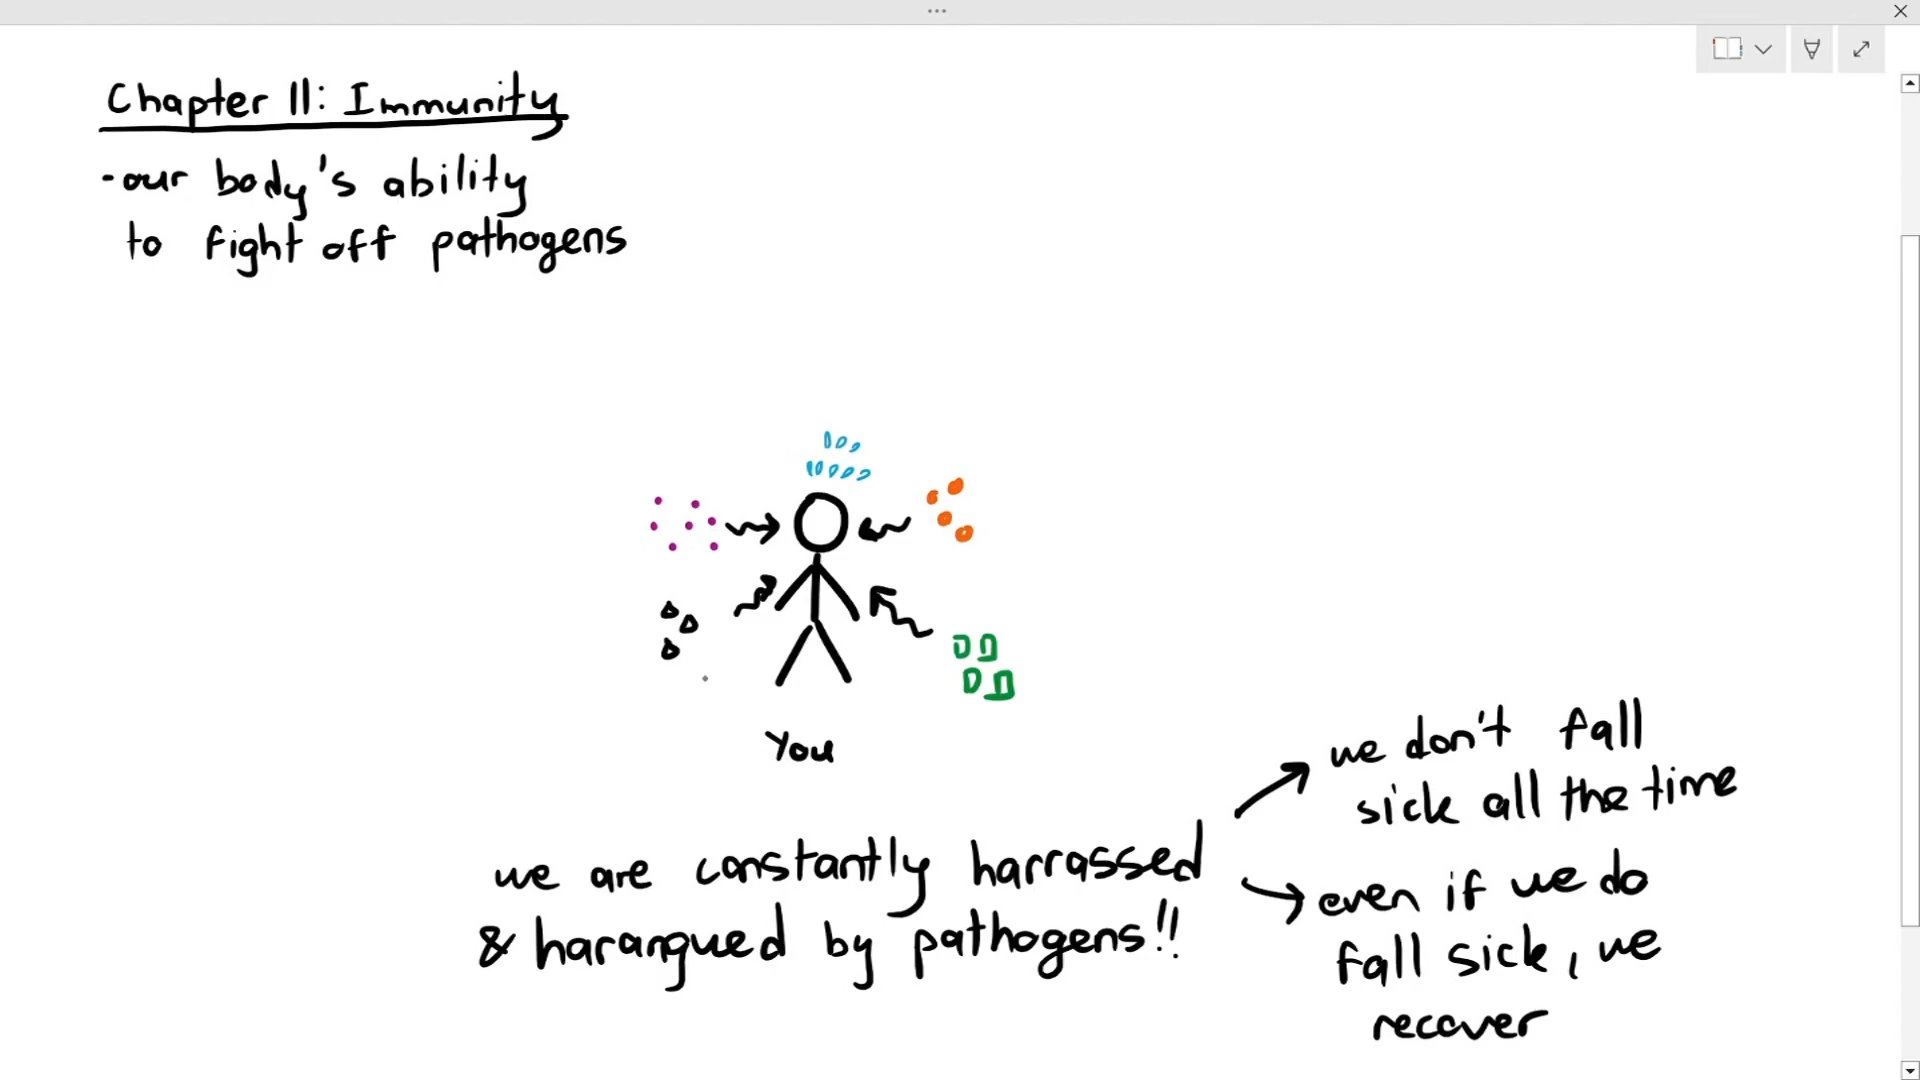 Chapter 11: Immunity
- our body's ability
to fight off pathogens
You
we are constantly harrassed
& harangued by pathogens!!
we don't fall
sick all the time
even if we do
fall sick, we
recover